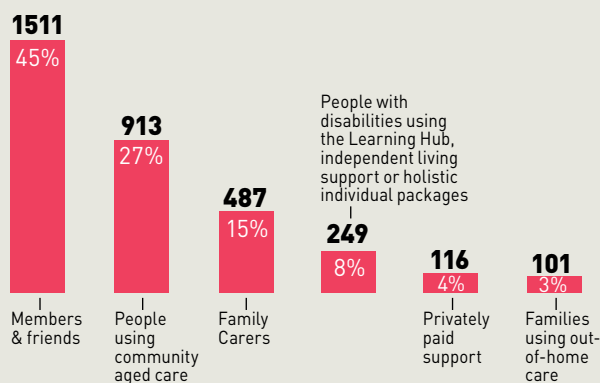 1511
45%
Members
& friends
913
27%
People
using
community
aged care
487
15%
Family
Carers
People with
disabilities using
the Learning Hub,
independent living
support or holistic
individual packages
249
8%
116
4%
Privately
paid
support
101
3%
Families
using out-
of-home
care